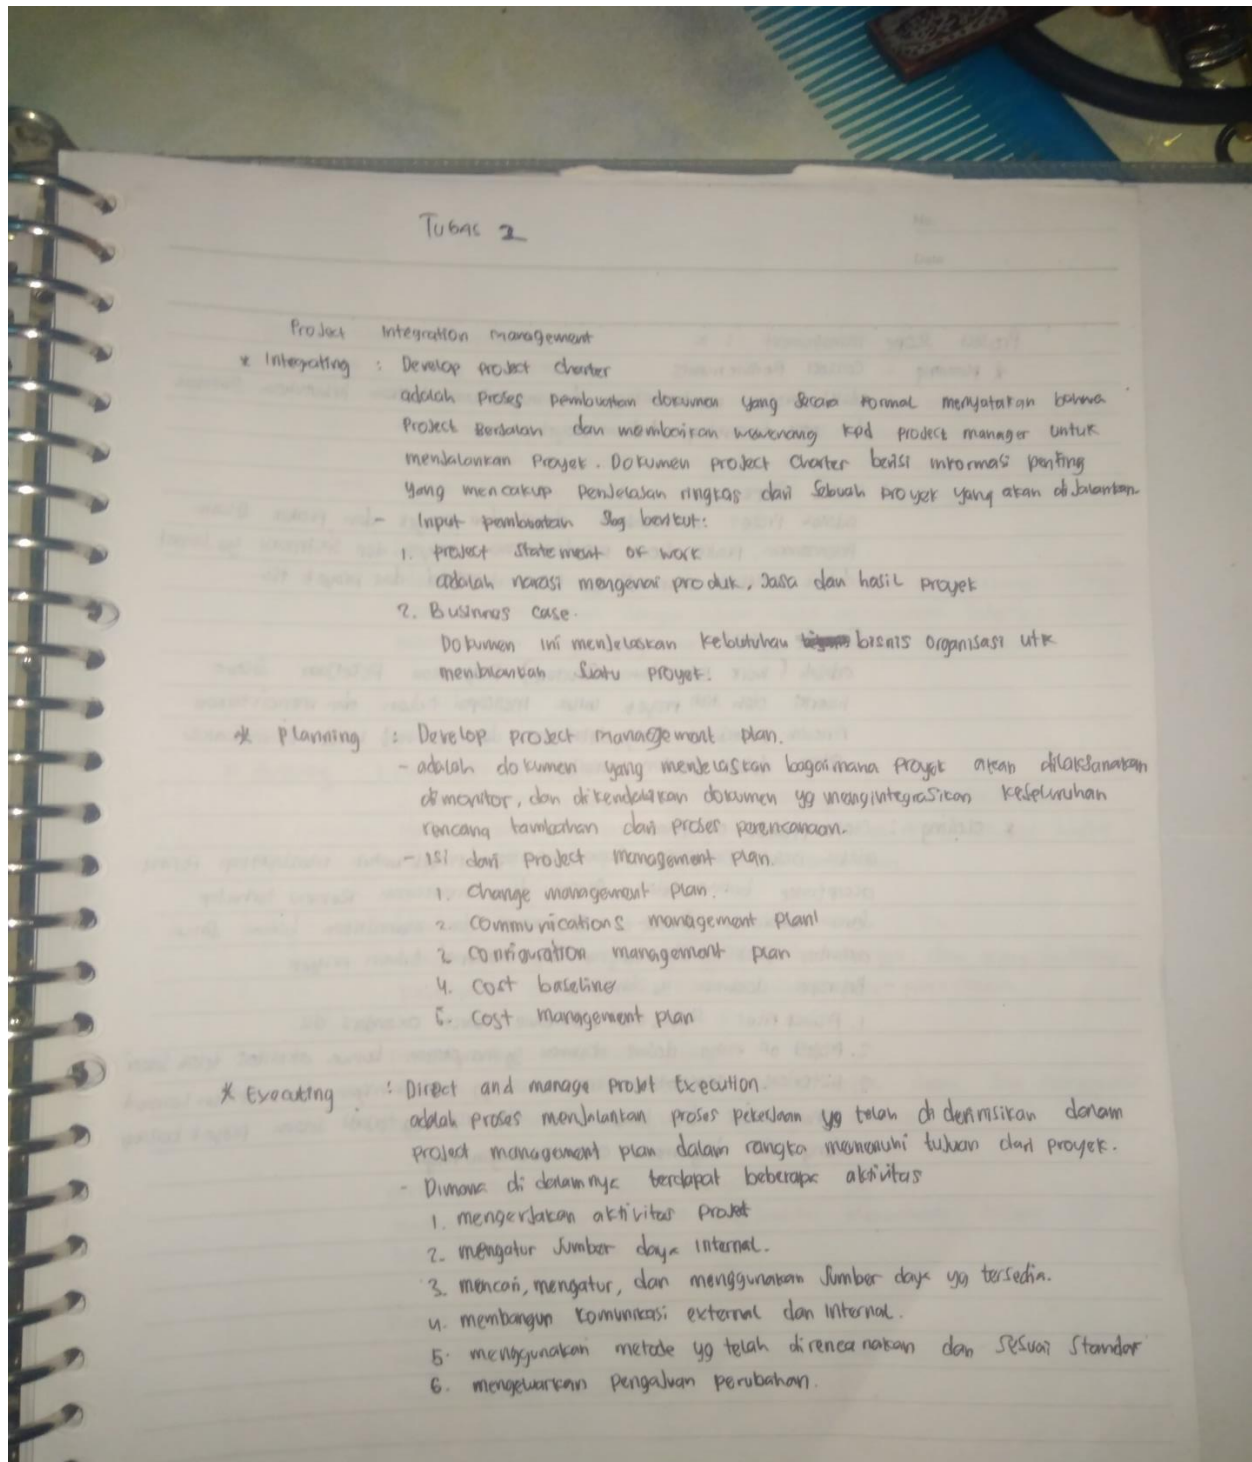 TUGAS 2
Project Integration management
* Integrating : Develop project charter
adalah proses pembuatan dokumen yang secara formal menyatakan bahwa
Project Berjalan dan memberikan wewenang kpd project manager untuk
menjalankan Proyek. Dokumen project Charter berisi informasi penting
yang mencakup Penjelasan ringkas dari Sebuah proyek yang akan di Jalankan
- Input pembuatan sbg berikut:
1. project statement of work
adalah narasi mengenai produk, Jasa dan hasil proyek
2. Businnes case.
Dokumen ini menjelaskan kebutuhan bisnis organisasi utk
suatu proyek.
* Planning : Develop project management plan.
- adalah dokumen yang menjelaskan bagaimana proyek akan dilaksanakan
di monitor, dan dikendalikan dokumen yg mengintegrasikan keseluruhan
rencana tambahan dari proses perencanaan.
- isi dari project management plan.
1. Change management plan.
2. communications management plan
3 configuration management plan
4. cost baseline
5. cost management plan
* Executing : Direct and manage Projet Execution.
adalah proses menjalankan proses pekerjaan yg telah di definisikan dalam
project management plan dalam rangka memenuhi tujuan dari proyek.
- Dimana di dalamnya terdapat beberapa aktivitas
1. mengerjakan aktivitas projet
2. mengatur Sumber daya internal.
3. mencari, mengatur, dan menggunakan Sumber daya yg tersedia.
4. membangun komunikasi external dan internal.
5. menggunakan metode yg telah direncanakan dan sesuai Standar
6. pengajuan perubahan.